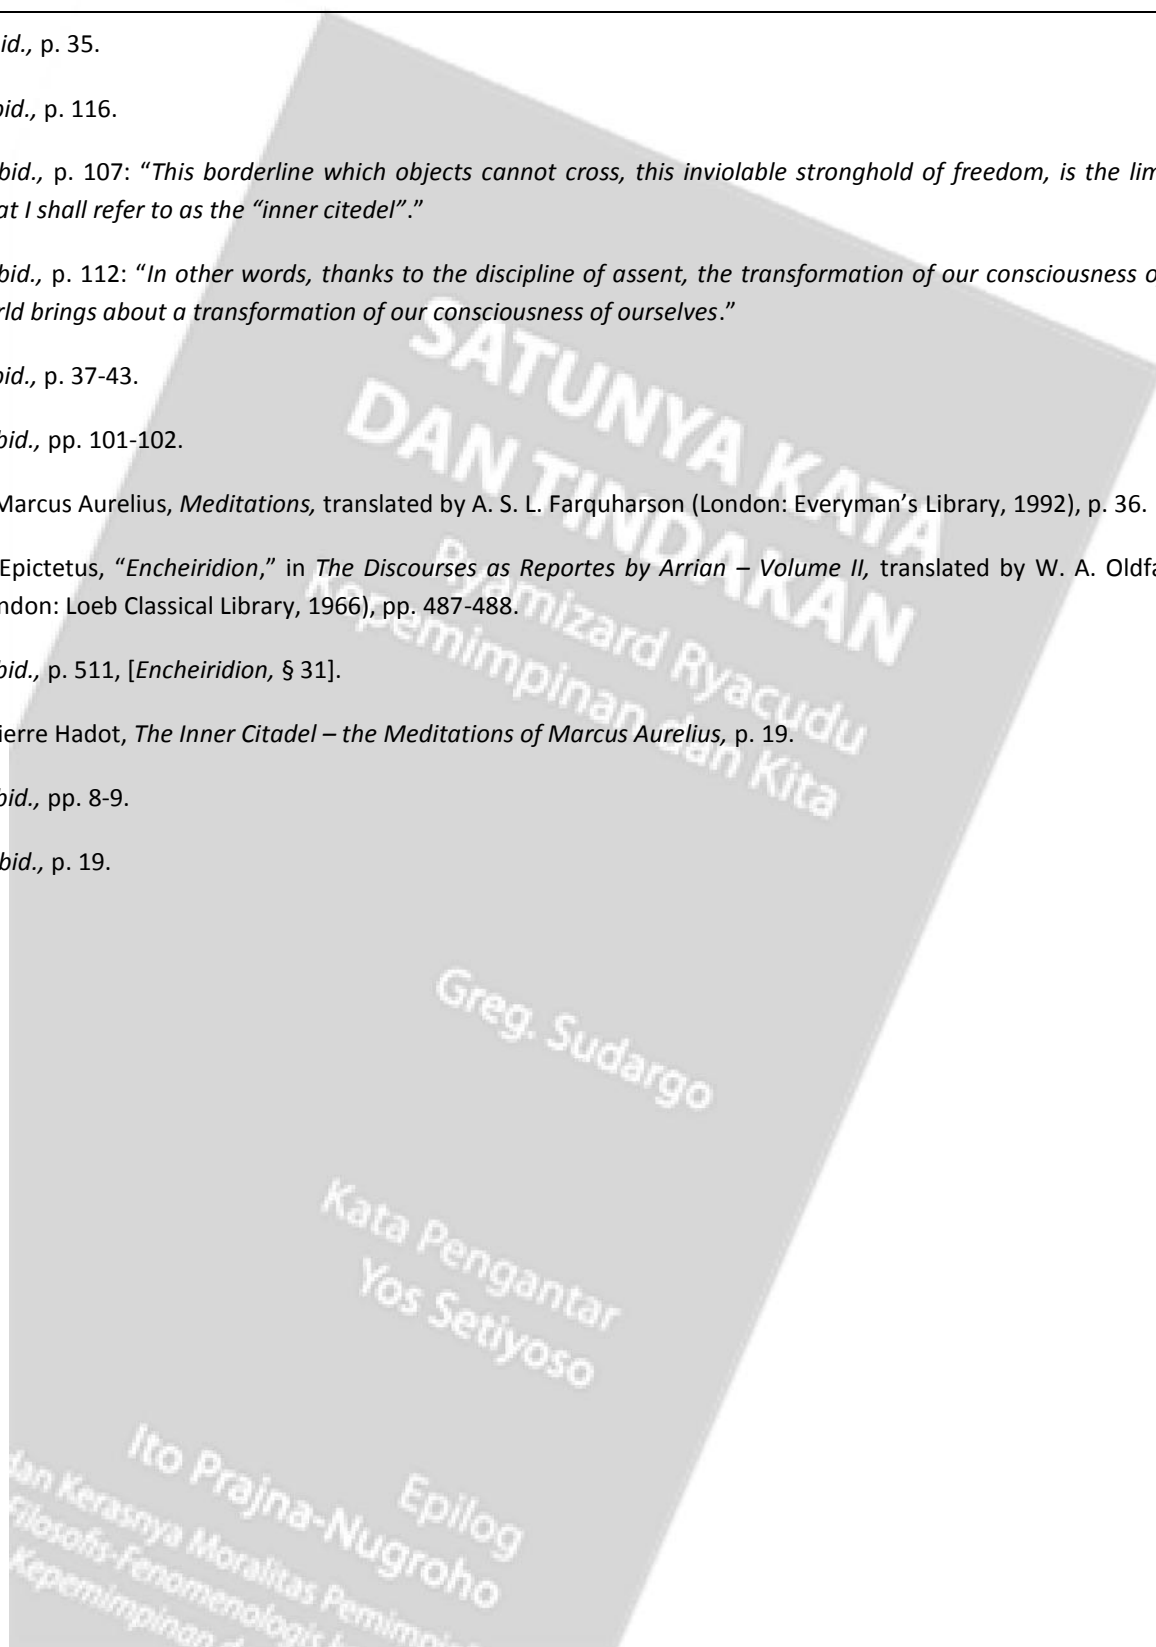 id., p. 35.
bid., p. 116.
bid., p. 107: “This borderline which objects cannot cross, this inviolable stronghold of freedom, is the lim
at I shall refer to as the “inner citedel”.”
bid., p. 112: “In other words, thanks to the discipline of assent, the transformation of our consciousness o
rld brings about a transformation of our consciousness of ourselves.”
bid., p. 37-43.
bid., pp. 101-102.
Marcus Aurelius, Meditations, translated by A. S. L. Farquharson (London: Everyman’s Library, 1992), p. 36.
Epictetus, “Encheiridion,” in The Discourses as Reportes by Arrian – Volume II, translated by W. A. Oldfa
ndon: Loeb Classical Library, 1966), pp. 487-488.
bid., p. 511, [Encheiridion, § 31].
ierre Hadot, The Inner Citadel – the Meditations of Marcus Aurelius, p. 19.
bid., pp. 8-9.
bid., p. 19.
SATUNYA KATA
DAN TINDAKAN
Ryamizard Ryacudu
Kepemimpinan dan Kita
Greg. Sudargo
Kata Pengantar
Yos Setiyoso
Epilog
Ito Prajna-Nugroho
dan Kerasnya Moralitas
Filosofis-Fenomenologis
Kepemimpinan